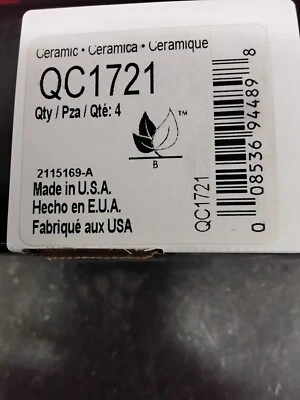 Ceramic • Ceramica • Ceramique
QC1721
Qty / Pza / Qté: 4
TM
B
2115169-A
Made in U.S.A.
Hecho en E.U.A.
Fabriqué aux USA
QC1721
0 08536 94489 8